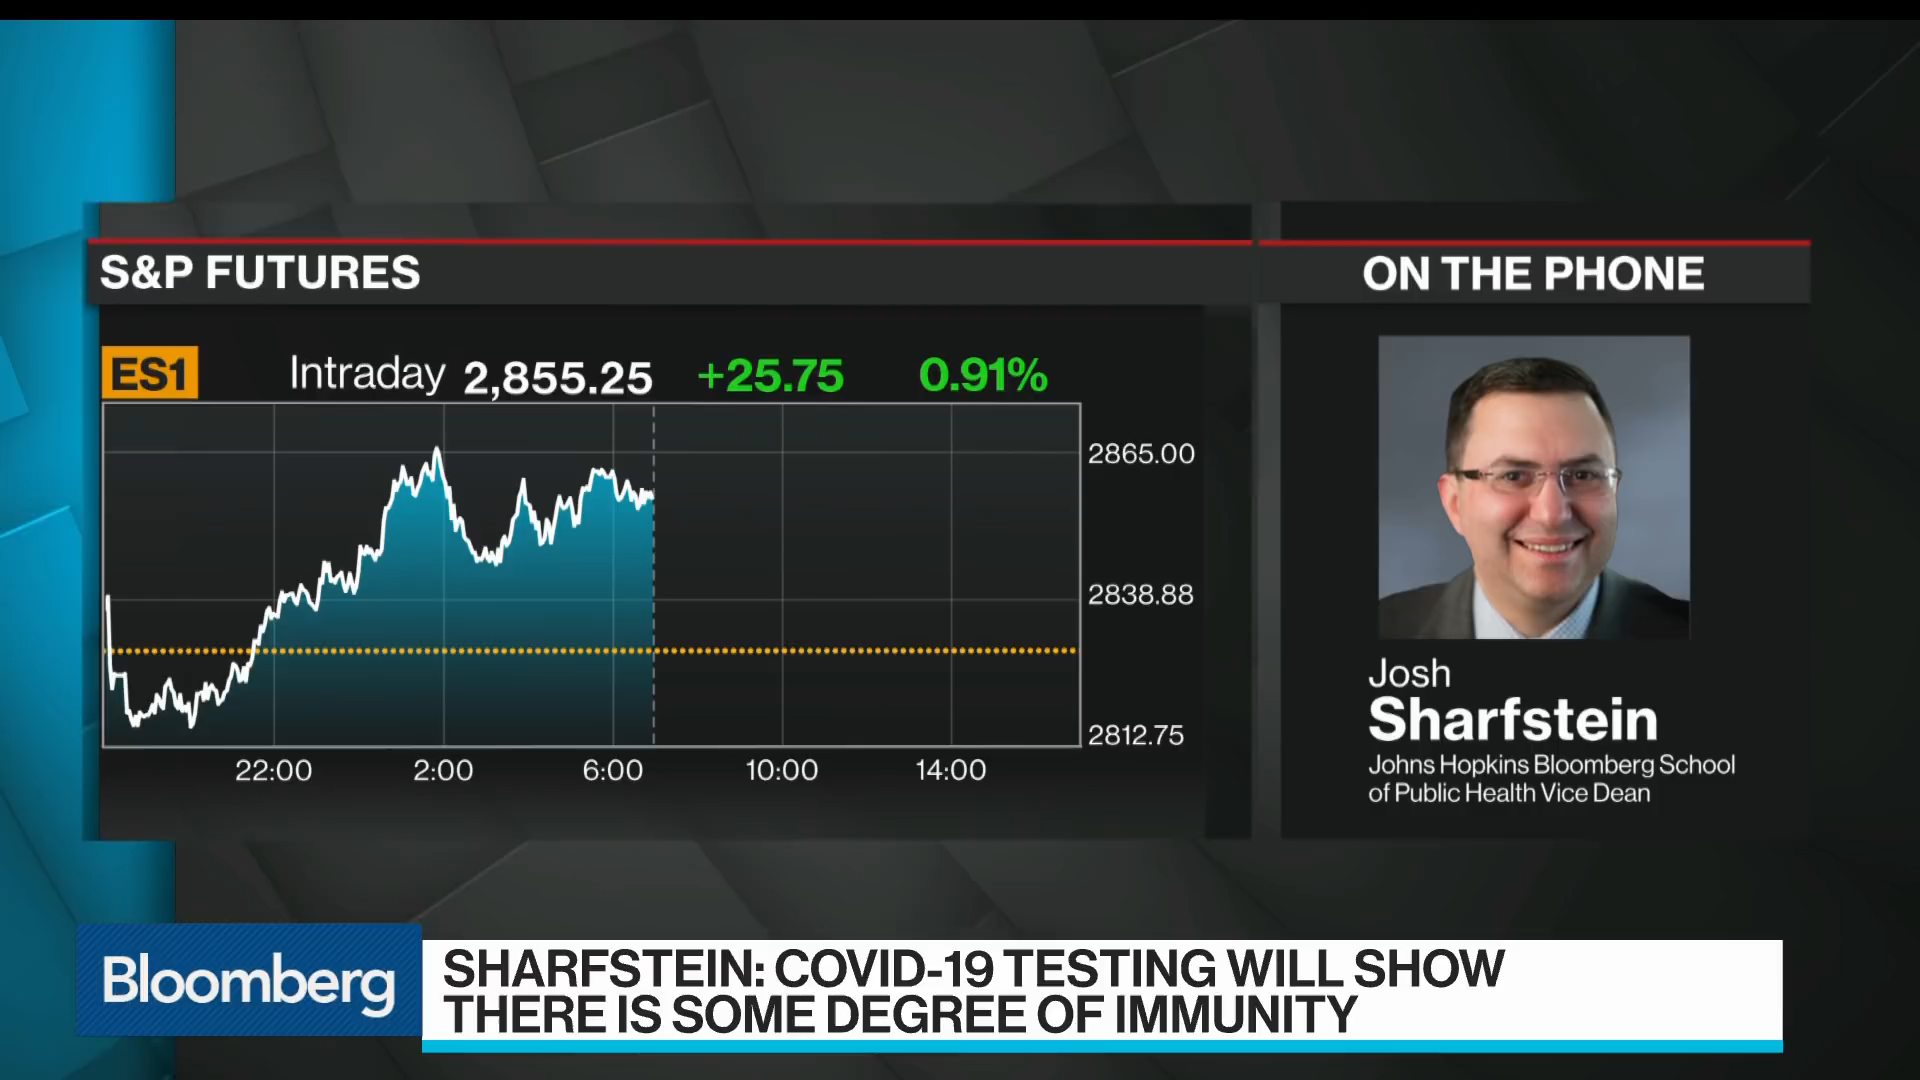 S&P FUTURES
ON THE PHONE
ES1 Intraday 2,855.25 +25.75 0.91%
2865.00
2838.88
2812.75
22:00 2:00 6:00 10:00 14:00
Josh
Sharfstein
Johns Hopkins Bloomberg School
of Public Health Vice Dean
Bloomberg
SHARFSTEIN: COVID-19 TESTING WILL SHOW
THERE IS SOME DEGREE OF IMMUNITY